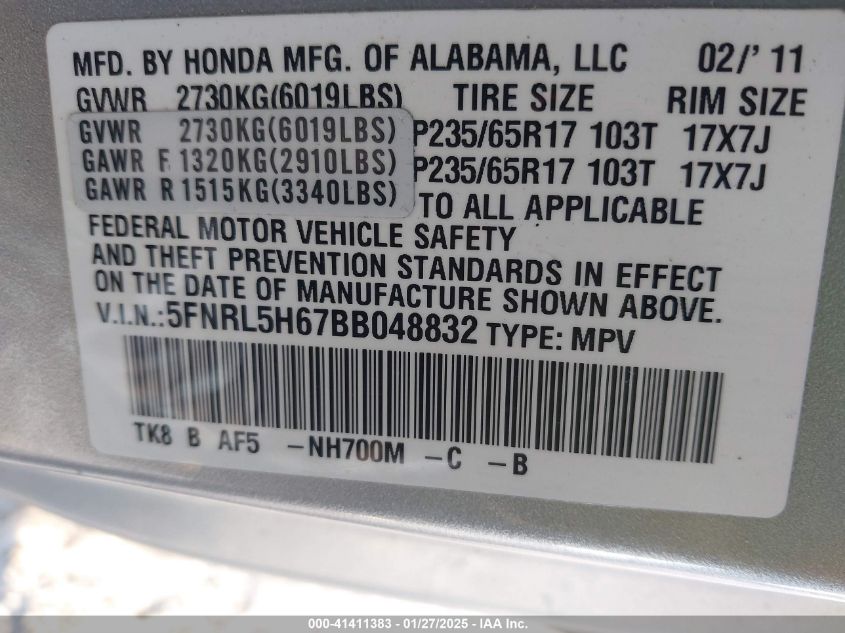 MFD. BY HONDA MFG. OF ALABAMA, LLC 02/' 11
GVWR 2730KG(6019LBS) TIRE SIZE RIM SIZE
GVWR 2730KG(6019LBS) P235/65R17 103T 17X7J
GAWR F 1320KG(2910LBS) P235/65R17 103T 17X7J
GAWR R 1515KG(3340LBS) TO ALL APPLICABLE
FEDERAL MOTOR VEHICLE SAFETY
AND THEFT PREVENTION STANDARDS IN EFFECT
ON THE DATE OF MANUFACTURE SHOWN ABOVE.
V.I.N.:5FNRL5H67BB048832 TYPE: MPV
TK8 B AF5 -NH700M -C -B
000-41411383 - 01/27/2025 - IAA Inc.